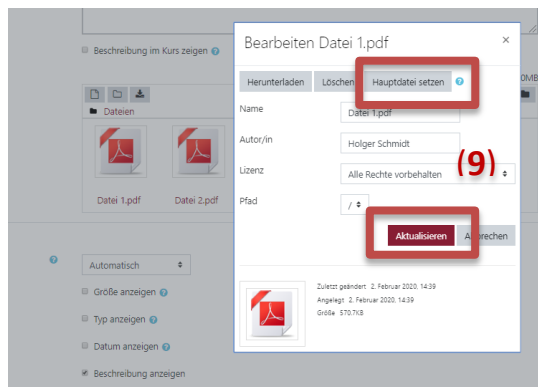 Beschreibung im Kurs zeigen
Dateien
Datei 1.pdf
Datei 2.pdf
Automatisch
Größe anzeigen
Typ anzeigen
Datum anzeigen
Beschreibung anzeigen
Bearbeiten Datei 1.pdf ×
Herunterladen Löschen Hauptdatei setzen
Name Datei 1.pdf
Autor/in Holger Schmidt
Lizenz Alle Rechte vorbehalten
(9)
Pfad /
Aktualisieren
Zuletzt geändert 2. Februar 2020, 14:39
Angelegt 2. Februar 2020, 14:39
Größe 570.7KB